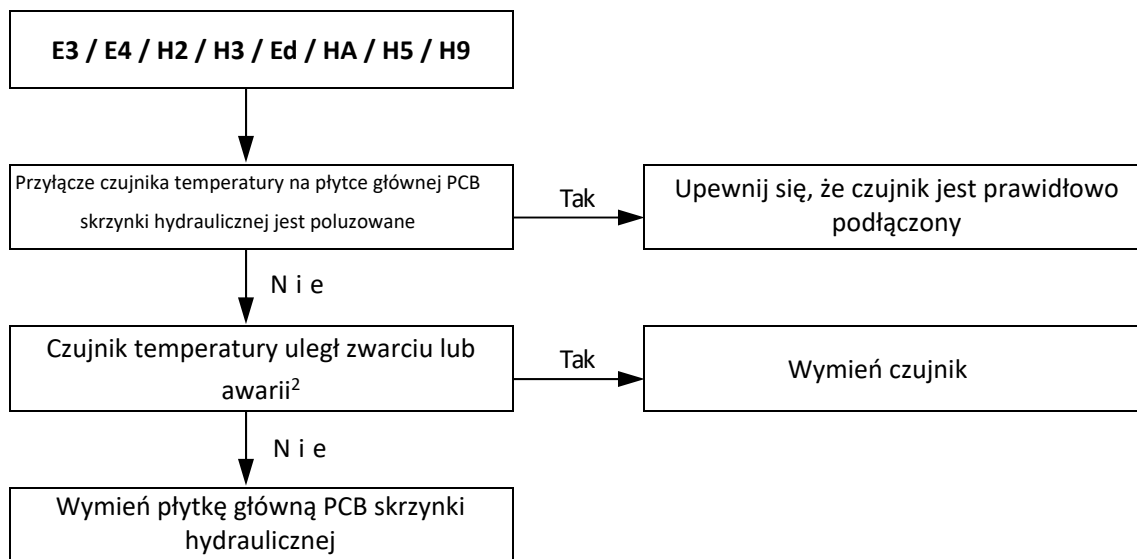 E3 / E4 / H2 / H3 / Ed / HA / H5 / H9
Przyłącze czujnika temperatury na płytce głównej PCB
skrzynki hydraulicznej jest poluzowane
Tak
Upewnij się, że czujnik jest prawidłowo
podłączony
N i e
Czujnik temperatury uległ zwarciu lub
awarii²
Tak
Wymień czujnik
N i e
Wymień płytkę główną PCB skrzynki
hydraulicznej